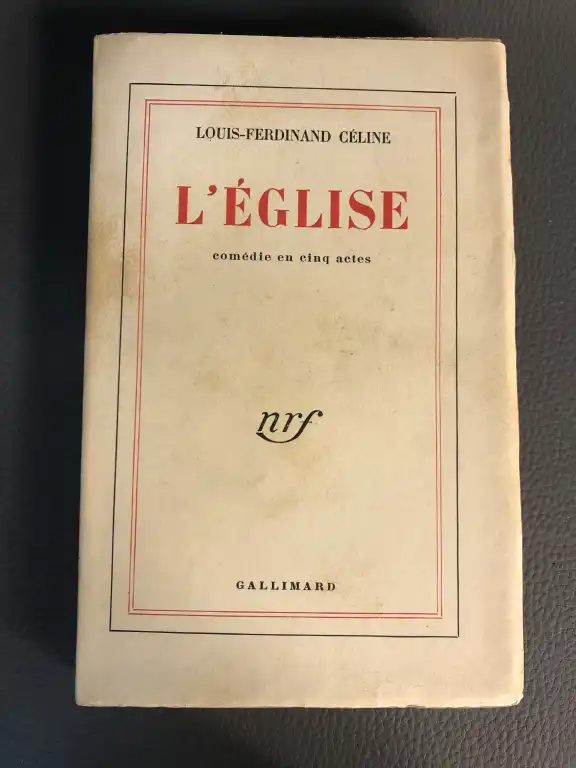 LOUIS-FERDINAND CÉLINE
L'ÉGLISE
comédie en cinq actes
nrf
GALLIMARD